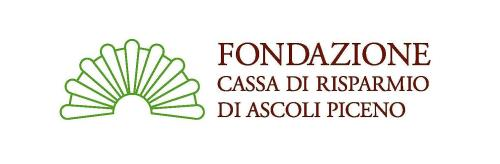 FONDAZIONE
CASSA DI RISPARMIO
DI ASCOLI PICENO